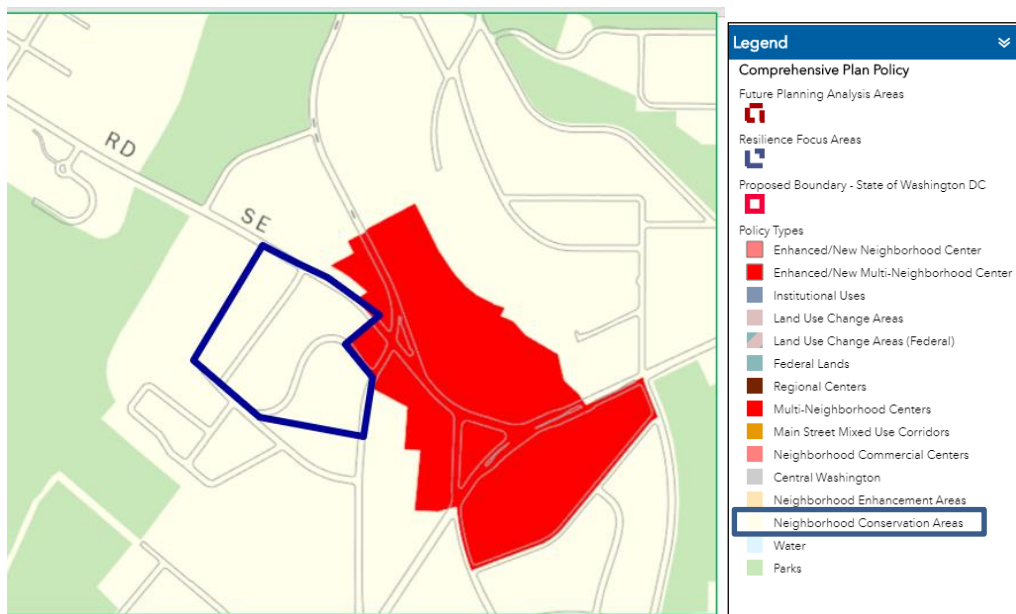 RD
SE
Legend
Comprehensive Plan Policy
Future Planning Analysis Areas
Resilience Focus Areas
Proposed Boundary - State of Washington DC
Policy Types
Enhanced/New Neighborhood Center
Enhanced/New Multi-Neighborhood Center
Institutional Uses
Land Use Change Areas
Land Use Change Areas (Federal)
Federal Lands
Regional Centers
Multi-Neighborhood Centers
Main Street Mixed Use Corridors
Neighborhood Commercial Centers
Central Washington
Neighborhood Enhancement Areas
Neighborhood Conservation Areas
Water
Parks